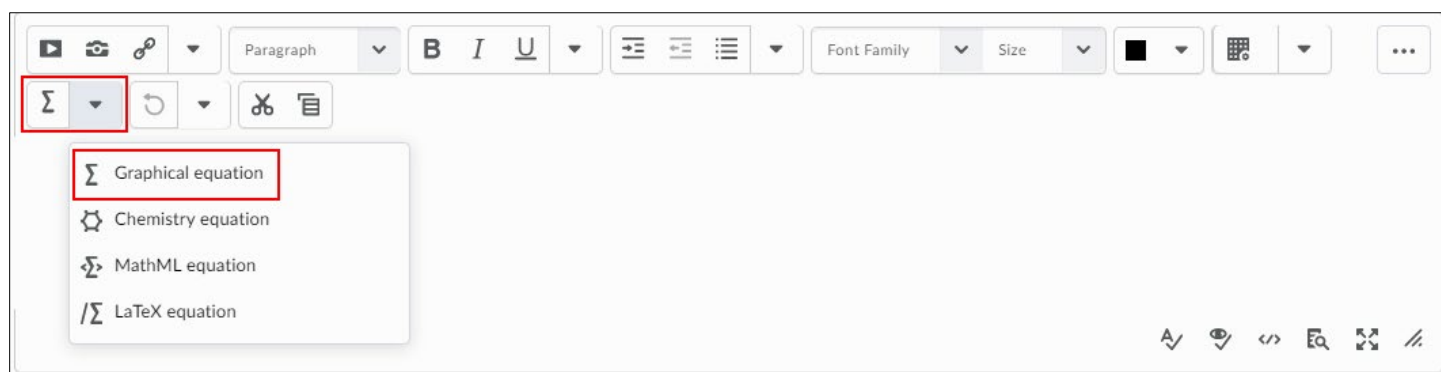 Paragraph
B I U
Font Family
Size
Σ
Σ Graphical equation
Chemistry equation
<Σ> MathML equation
/Σ LaTeX equation
A
</>